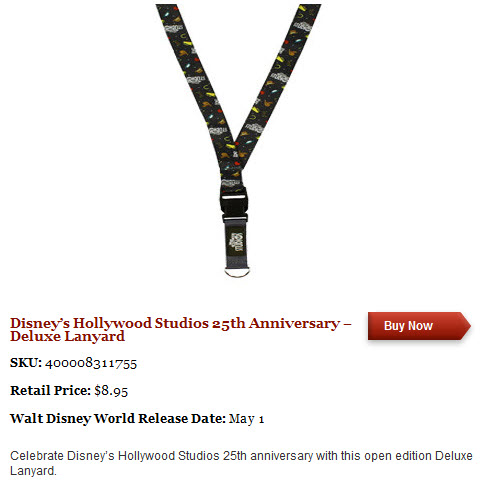 Disney's Hollywood Studios 25th Anniversary –
Deluxe Lanyard
Buy Now
SKU: 400008311755
Retail Price: $8.95
Walt Disney World Release Date: May 1
Celebrate Disney's Hollywood Studios 25th anniversary with this open edition Deluxe
Lanyard.